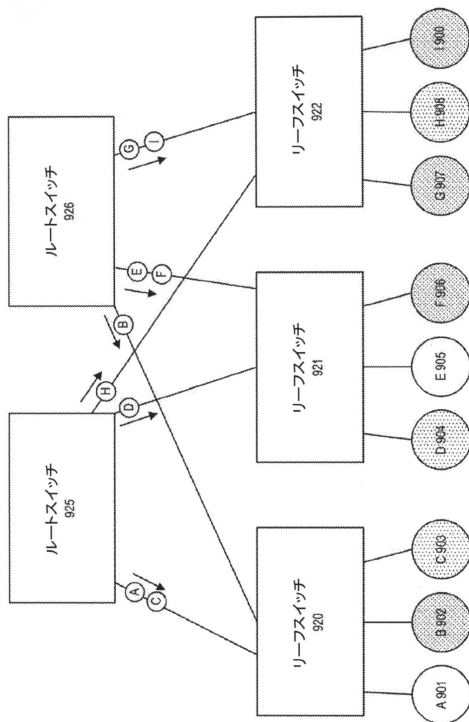 ルートスイッチ
925
ルートスイッチ
926
A
C
H
D
B
E
F
G
I
リーフスイッチ
920
リーフスイッチ
921
リーフスイッチ
922
A 901
B 902
C 903
D 904
E 905
F 906
G 907
H 908
I 900